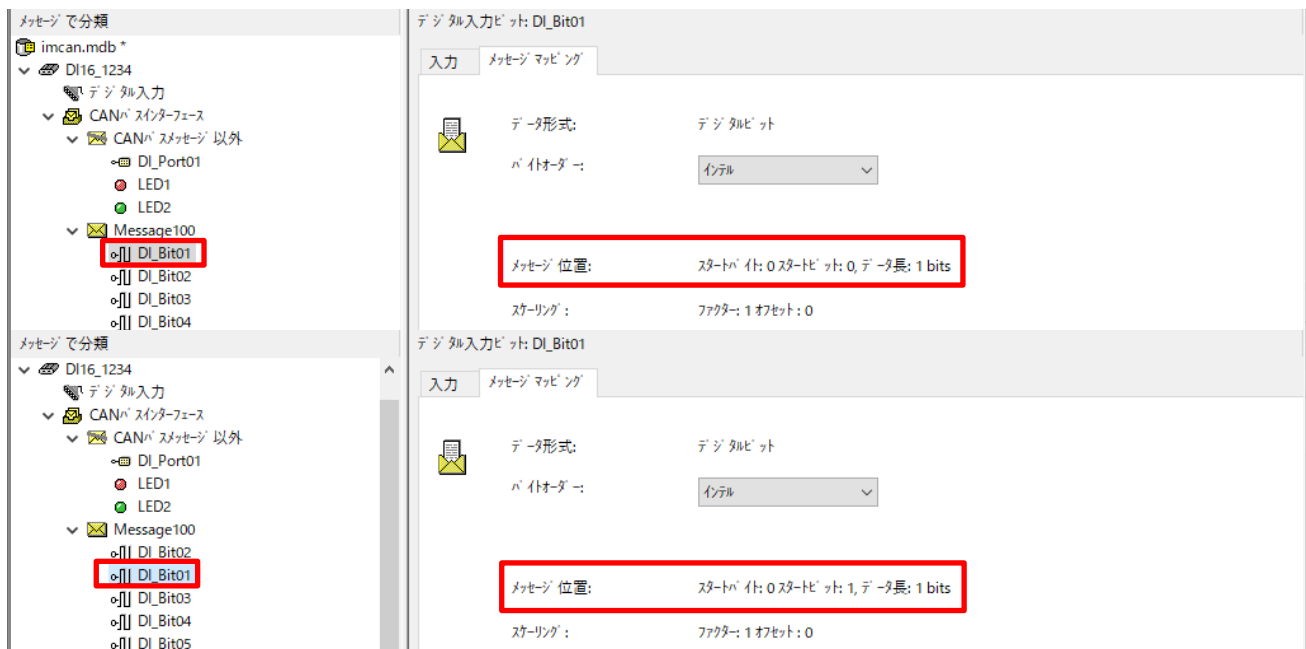 メッセージで分類
imcan.mdb *
DI16_1234
デジタル入力
CANバスインターフェース
CANバスメッセージ以外
DI_Port01
LED1
LED2
Message100
DI_Bit01
DI_Bit02
DI_Bit03
DI_Bit04
デジタル入力ビット: DI_Bit01
入力
メッセージマッピング
データ形式:
デジタルビット
バイトオーダー:
インテル
メッセージ位置:
スタートバイト: 0 スタートビット: 0, データ長: 1 bits
スケーリング:
ファクター: 1 オフセット: 0
メッセージで分類
DI16_1234
デジタル入力
CANバスインターフェース
CANバスメッセージ以外
DI_Port01
LED1
LED2
Message100
DI_Bit02
DI_Bit01
DI_Bit03
DI_Bit04
DI_Bit05
デジタル入力ビット: DI_Bit01
入力
メッセージマッピング
データ形式:
デジタルビット
バイトオーダー:
インテル
メッセージ位置:
スタートバイト: 0 スタートビット: 1, データ長: 1 bits
スケーリング:
ファクター: 1 オフセット: 0